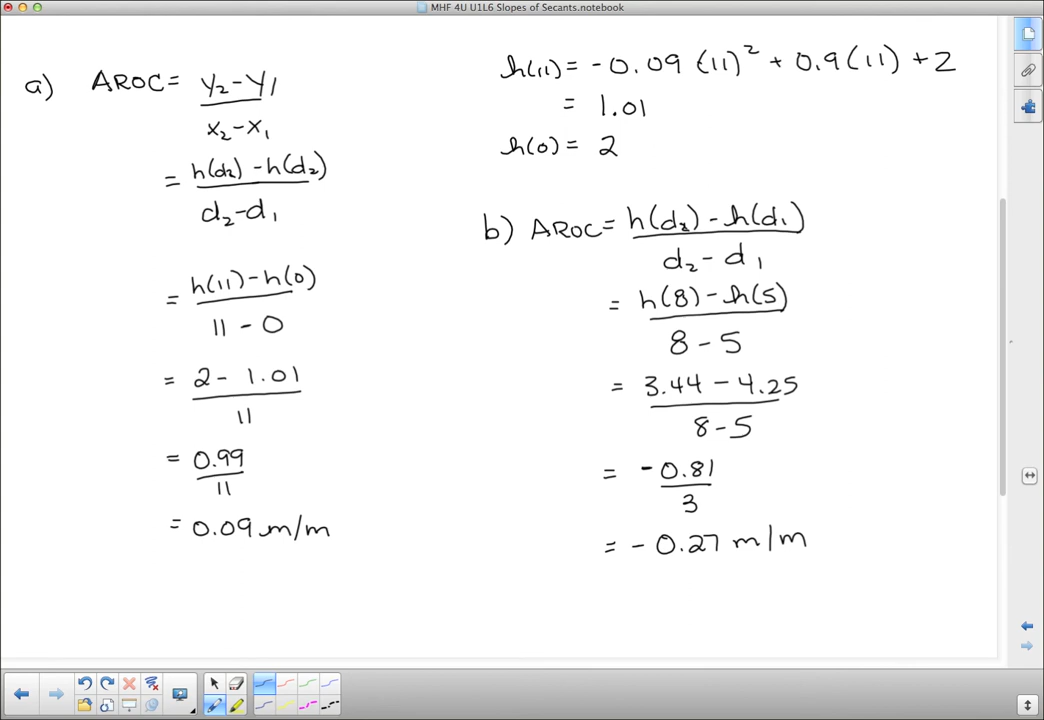 MHF 4U U1L6 Slopes of Secants.notebook
a) AROC = y₂-y₁
x₂-x₁
= h(d₂) - h(d₂)
d₂-d₁
= h(11) - h(0)
11 - 0
= 2 - 1.01
11
= 0.99
11
= 0.09 m/m
h(11) = -0.09 (11)² + 0.9(11) + 2
= 1.01
h(0) = 2
b) AROC = h(d₂) - h(d₁)
d₂ - d₁
= h(8) - h(5)
8 - 5
= 3.44 - 4.25
8-5
= -0.81
3
= -0.27 m/m